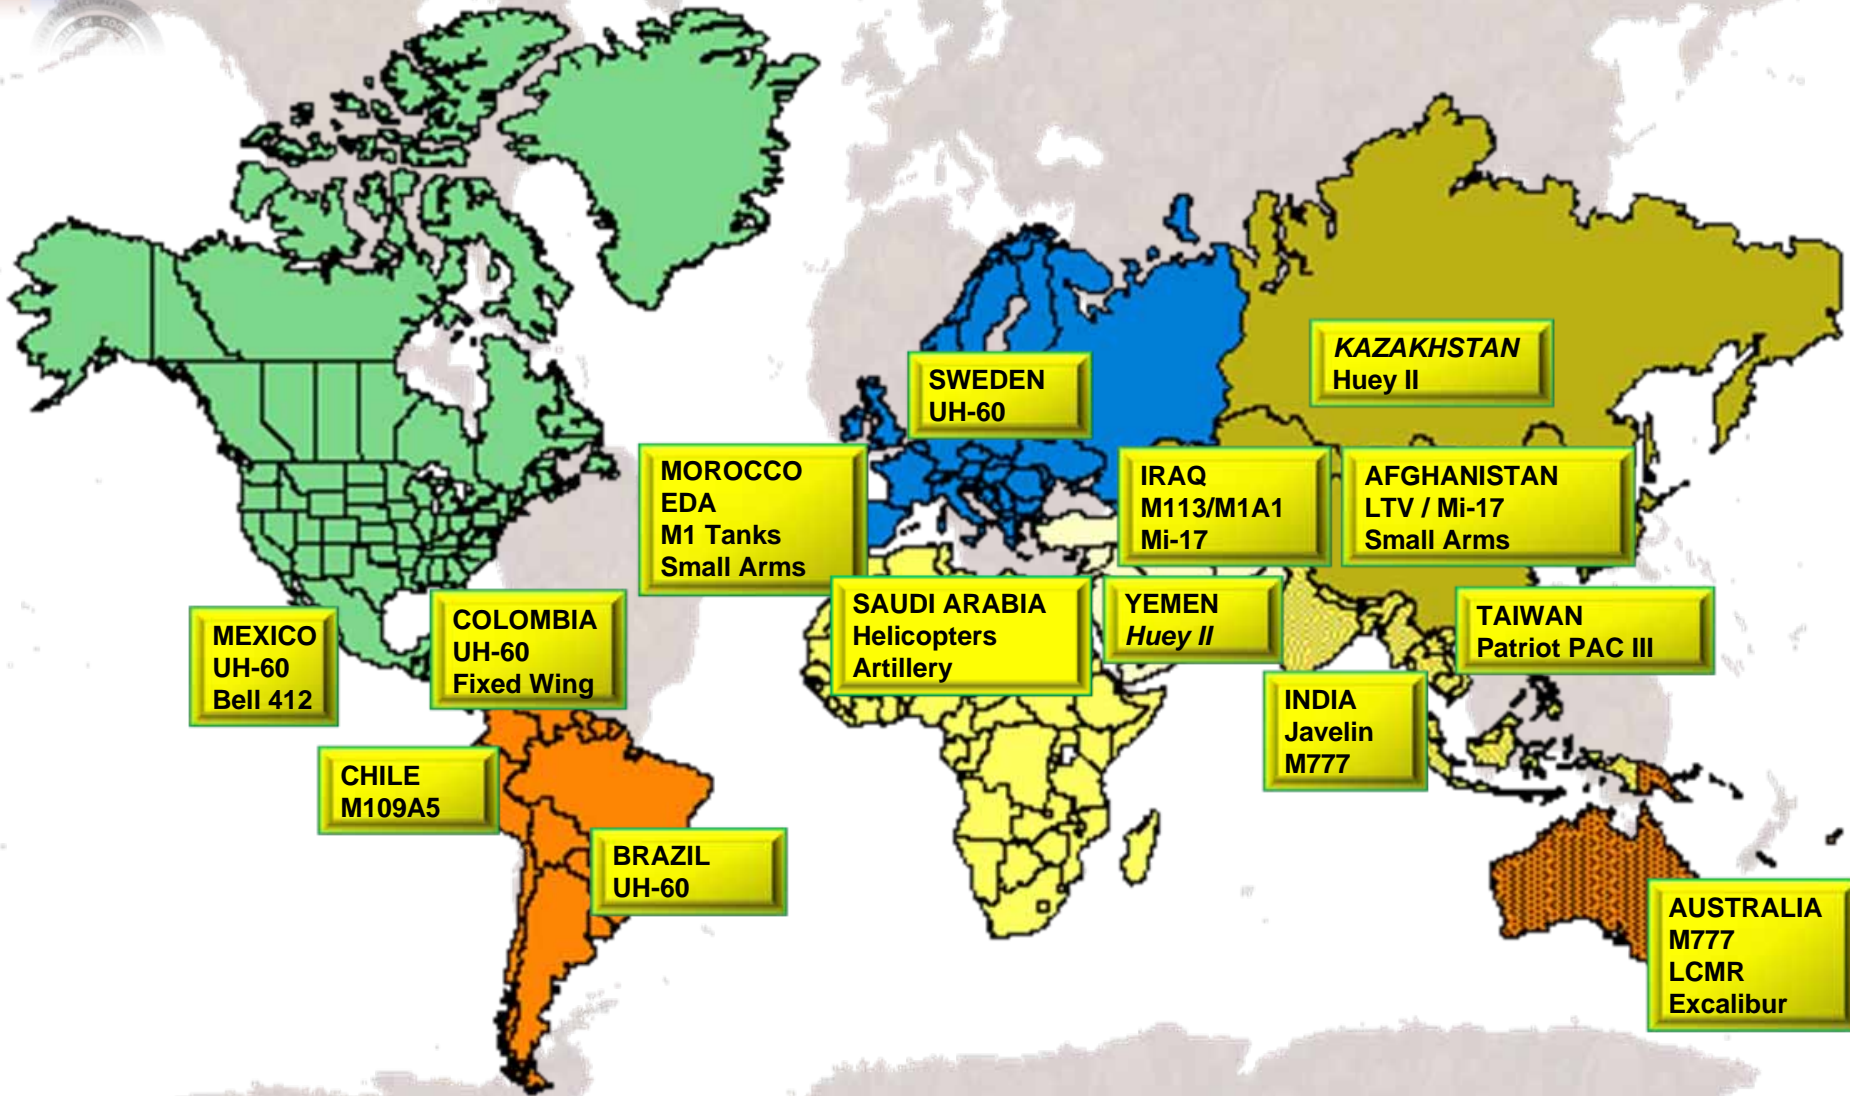 SWEDEN
UH-60
KAZAKHSTAN
Huey II
MOROCCO
EDA
M1 Tanks
Small Arms
IRAQ
M113/M1A1
Mi-17
AFGHANISTAN
LTV / Mi-17
Small Arms
SAUDI ARABIA
Helicopters
Artillery
YEMEN
Huey II
TAIWAN
Patriot PAC III
MEXICO
UH-60
Bell 412
COLOMBIA
UH-60
Fixed Wing
INDIA
Javelin
M777
CHILE
M109A5
BRAZIL
UH-60
AUSTRALIA
M777
LCMR
Excalibur